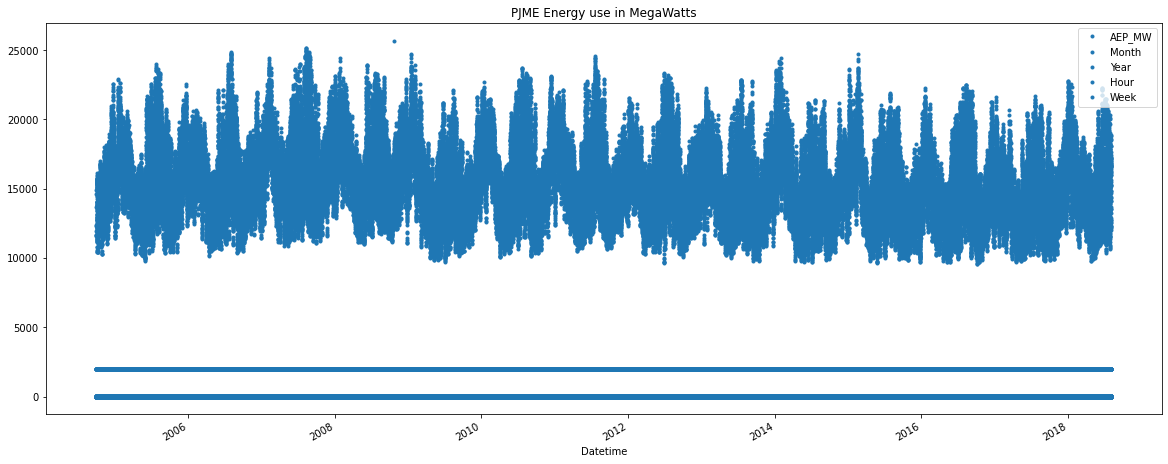 PJME Energy use in MegaWatts
AEP_MW
Month
Year
Hour
Week
25000
20000
15000
10000
5000
0
2006
2008
2010
2012
2014
2016
2018
Datetime